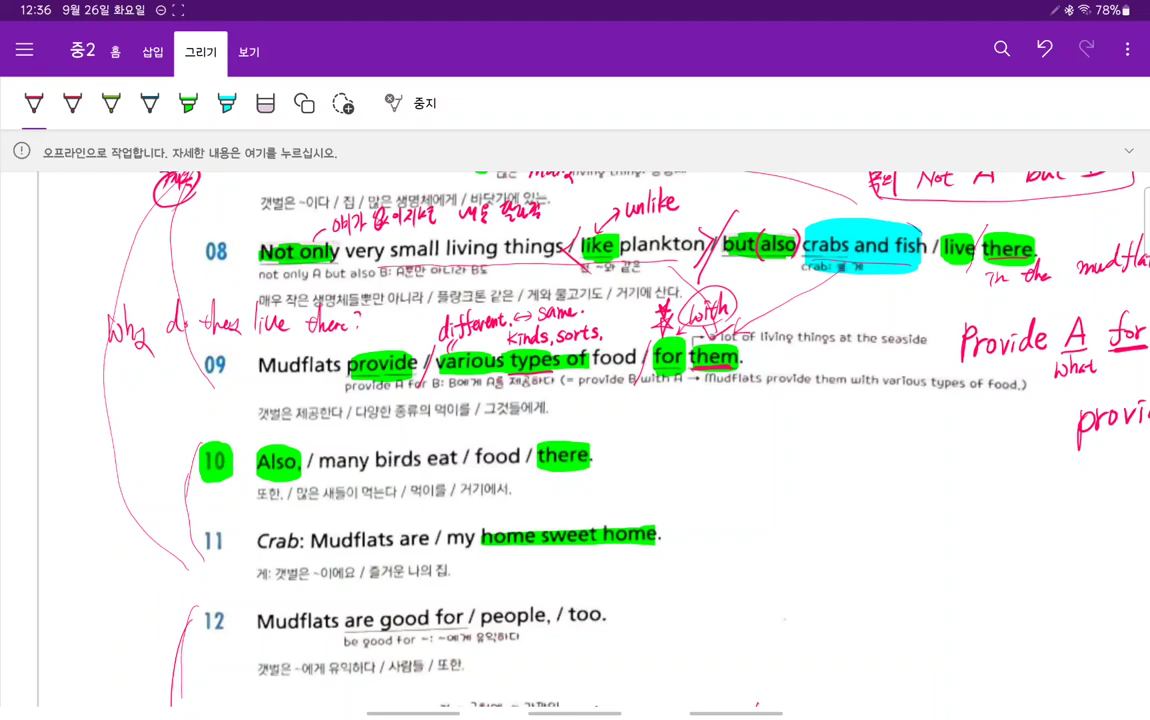 12:36 9월 26일 화요일 78%
중2 홈 삽입 그리기 보기
중지
오프라인으로 작업합니다. 자세한 내용은 여기를 누르십시오.
Not A But
갯벌은 ~이다 / 집 / 많은 생명체에게 / 바닷가에 있는.
unlike
08 Not only very small living things / like plankton / but also crabs and fish / live there.
not only A but also B: A뿐만 아니라 B도
crab: 게
in the mudflat
매우 작은 생명체들뿐만 아니라 / 플랑크톤 같은 / 게와 물고기도 / 거기에 산다.
Why do they live there?
different. ↔ same.
kinds, sorts,
with
a lot of living things at the seaside
Provide A for
what
09 Mudflats provide / various types of food / for them.
provide A for B: B에게 A를 제공하다 (= provide B with A → Mudflats provide them with various types of food.)
갯벌은 제공한다 / 다양한 종류의 먹이를 / 그것들에게.
10 Also, / many birds eat / food / there.
또한, / 많은 새들이 먹는다 / 먹이를 / 거기에서.
11 Crab: Mudflats are / my home sweet home.
게: 갯벌은 ~이에요 / 즐거운 나의 집.
12 Mudflats are good for / people, / too.
be good for ~: ~에게 유익하다
갯벌은 ~에게 유익하다 / 사람들 / 또한.